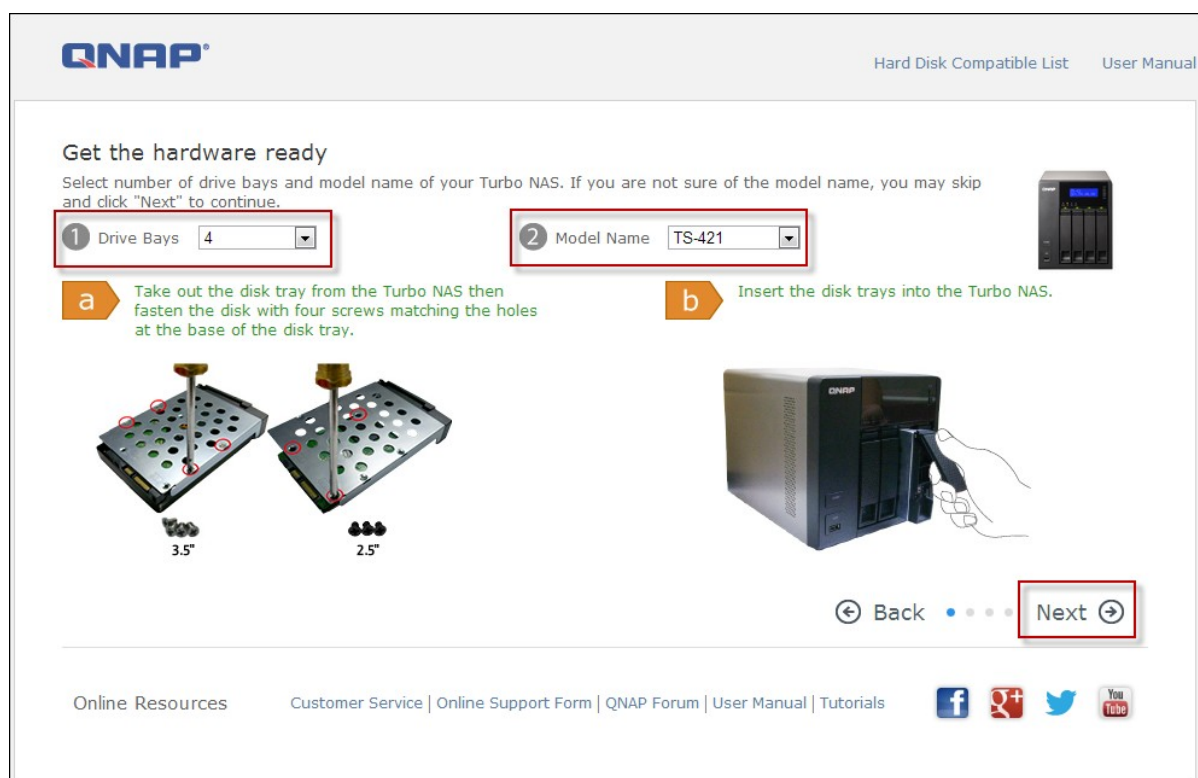 QNAP
Hard Disk Compatible List User Manual
Get the hardware ready
Select number of drive bays and model name of your Turbo NAS. If you are not sure of the model name, you may skip
and click "Next" to continue.
1 Drive Bays 4
2 Model Name TS-421
a Take out the disk tray from the Turbo NAS then
fasten the disk with four screws matching the holes
at the base of the disk tray.
b Insert the disk trays into the Turbo NAS.
QNAP
3.5"
2.5"
Back Next
Online Resources Customer Service | Online Support Form | QNAP Forum | User Manual | Tutorials
f g+ You Tube